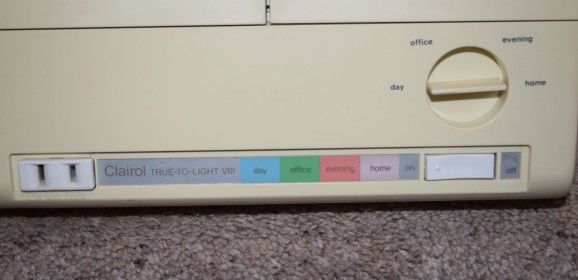 office evening
day home
Clairol TRUE-TO-LIGHT VIII day office evening home on off